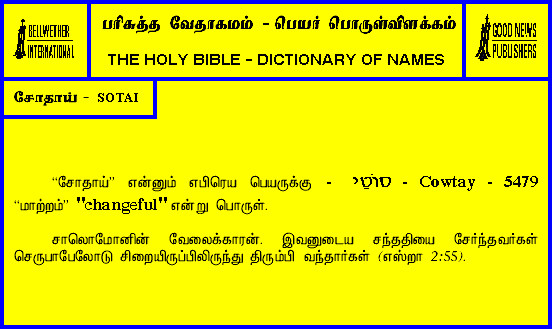 BELLWETHER
INTERNATIONAL
பரிசுத்த வேதாகமம் - பெயர் பொருள்விளக்கம்
THE HOLY BIBLE - DICTIONARY OF NAMES
GOOD NEWS
PUBLISHERS
சோதாய் - SOTAI
“சோதாய்” என்னும் எபிரெய பெயருக்கு - סוֹטַי - Cowtay - 5479
“மாற்றம்” "changeful" என்று பொருள்.
சாலொமோனின் வேலைக்காரன். இவனுடைய சந்ததியை சேர்ந்தவர்கள்
செருபாபேலோடு சிறையிருப்பிலிருந்து திரும்பி வந்தார்கள் (எஸ்றா 2:55).